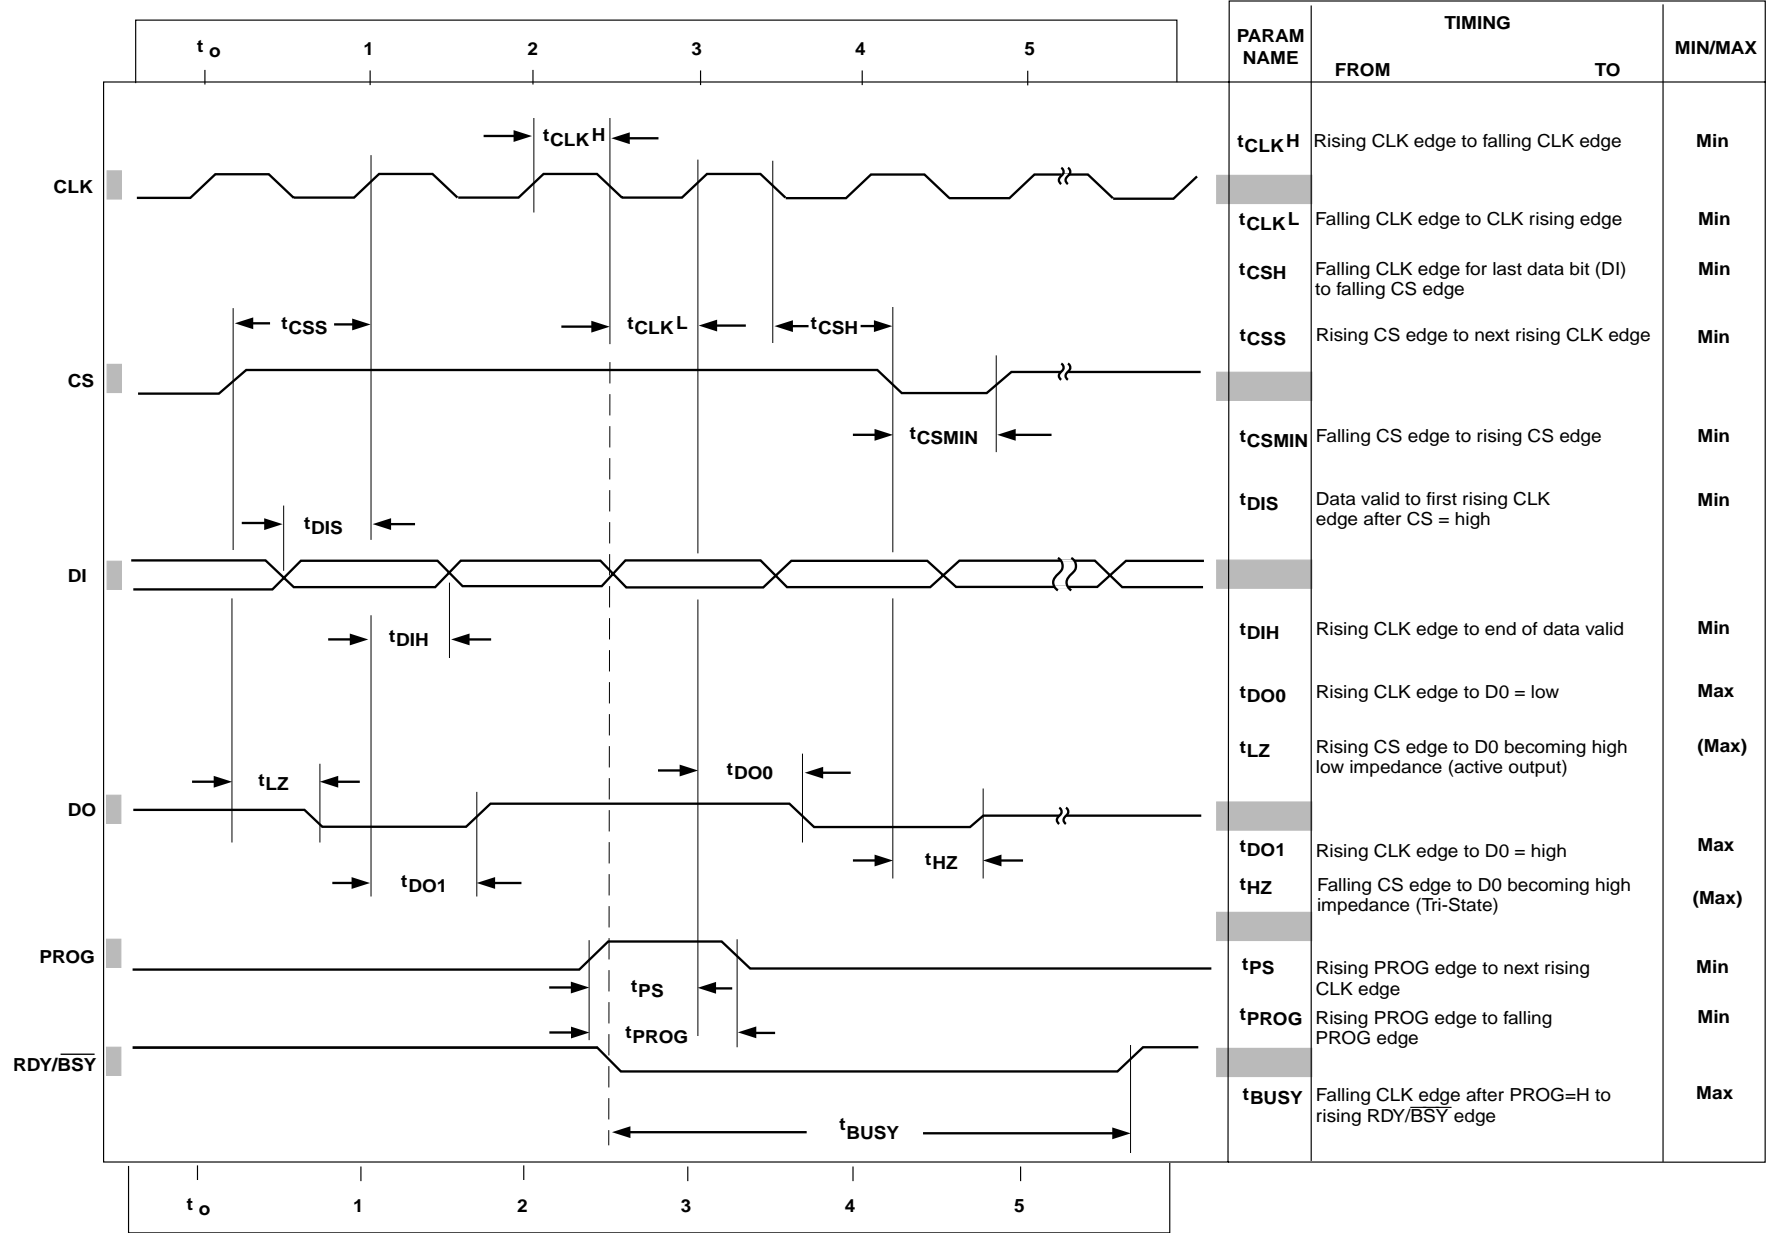 to 1 2 3 4 5
PARAM NAME TIMING FROM TO MIN/MAX
tCLKH
CLK
tCSS tCLKL tCSH
CS
tCSMIN
tDIS
DI
tDIH
tLZ tDO0
DO
tHZ
tDO1
PROG
tPS
tPROG
RDY/BSY
tBUSY
to 1 2 3 4 5
tCLKH Rising CLK edge to falling CLK edge Min
tCLKL Falling CLK edge to CLK rising edge Min
tCSH Falling CLK edge for last data bit (DI) Min
to falling CS edge
tCSS Rising CS edge to next rising CLK edge Min
tCSMIN Falling CS edge to rising CS edge Min
tDIS Data valid to first rising CLK Min
edge after CS = high
tDIH Rising CLK edge to end of data valid Min
tDO0 Rising CLK edge to D0 = low Max
tLZ Rising CS edge to D0 becoming high (Max)
low impedance (active output)
tDO1 Rising CLK edge to D0 = high Max
tHZ Falling CS edge to D0 becoming high (Max)
impedance (Tri-State)
tPS Rising PROG edge to next rising Min
CLK edge
tPROG Rising PROG edge to falling Min
PROG edge
tBUSY Falling CLK edge after PROG=H to Max
rising RDY/BSY edge